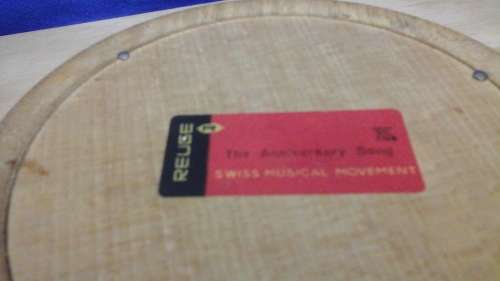 REUGE
The Anniversary Song
SWISS MUSICAL MOVEMENT